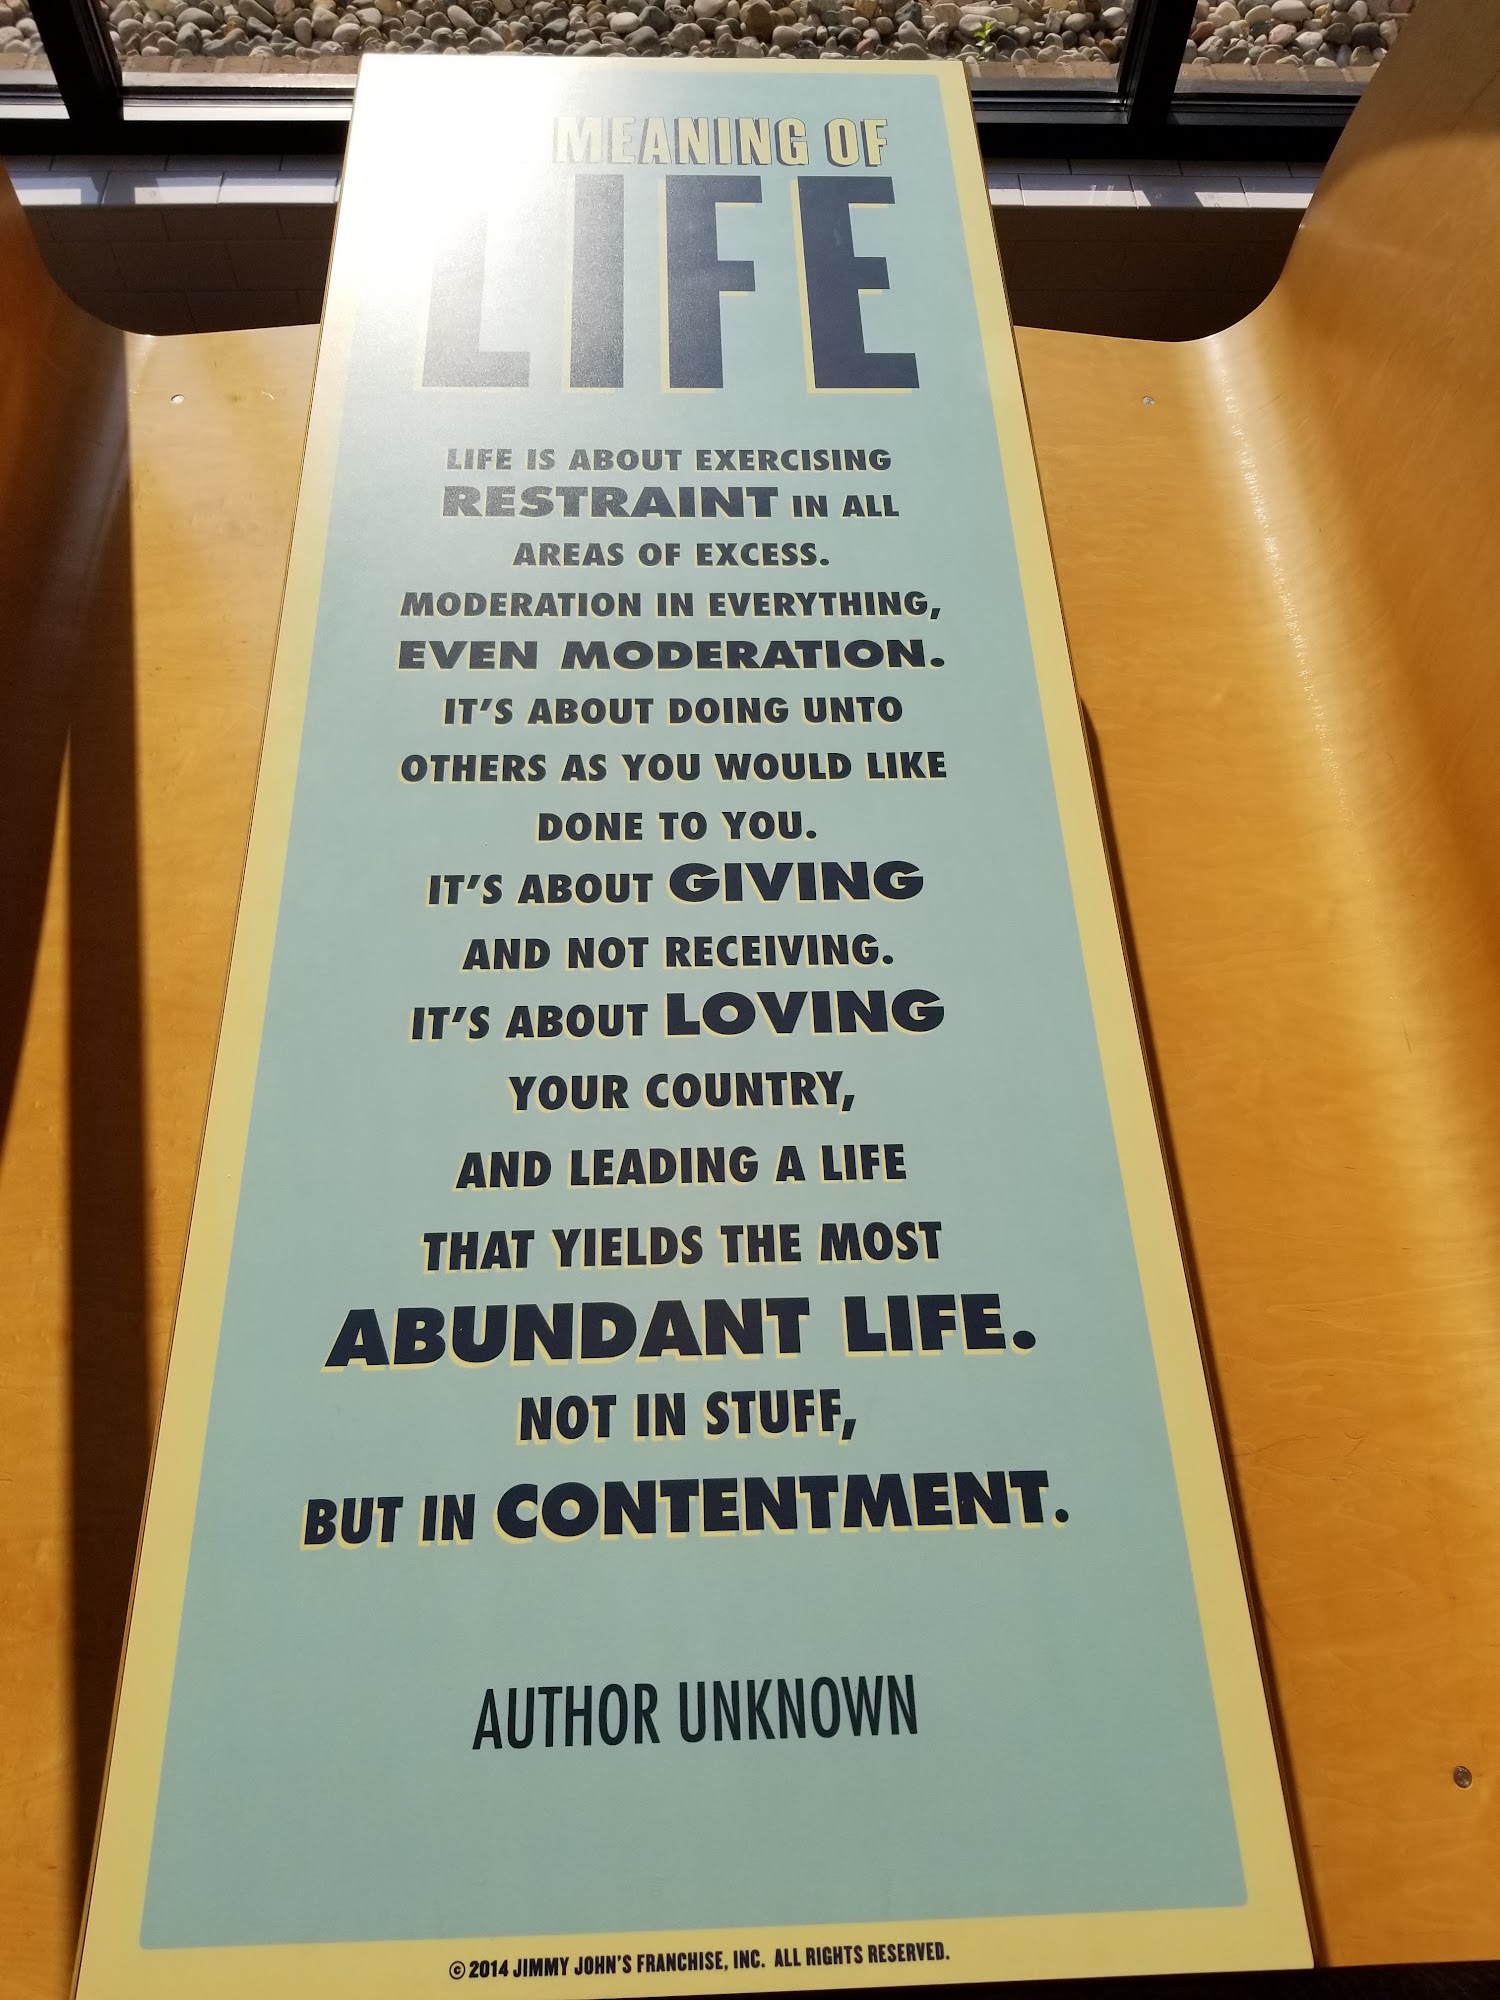 MEANING OF
LIFE
LIFE IS ABOUT EXERCISING
RESTRAINT IN ALL
AREAS OF EXCESS.
MODERATION IN EVERYTHING,
EVEN MODERATION.
IT'S ABOUT DOING UNTO
OTHERS AS YOU WOULD LIKE
DONE TO YOU.
IT'S ABOUT GIVING
AND NOT RECEIVING.
IT'S ABOUT LOVING
YOUR COUNTRY,
AND LEADING A LIFE
THAT YIELDS THE MOST
ABUNDANT LIFE.
NOT IN STUFF,
BUT IN CONTENTMENT.
AUTHOR UNKNOWN
© 2014 JIMMY JOHN'S FRANCHISE, INC. ALL RIGHTS RESERVED.